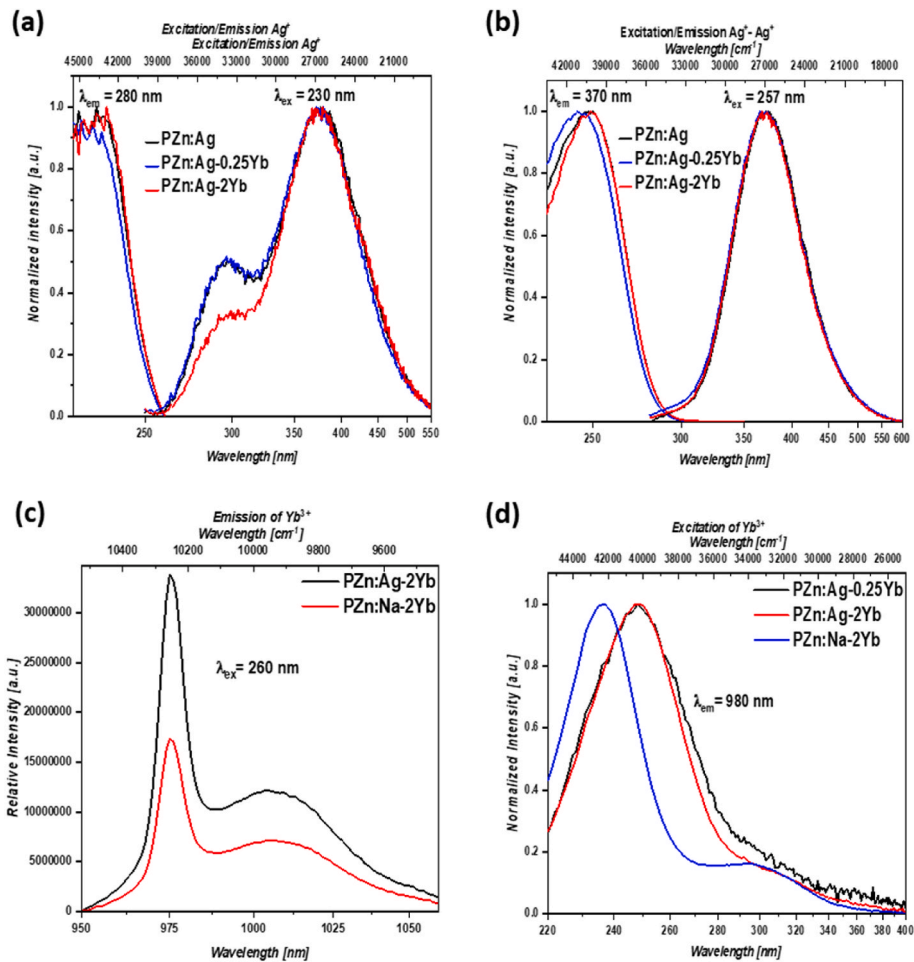 (a)
Excitation/Emission Ag⁺
Excitation/Emission Ag⁺
45000 42000 39000 36000 33000 30000 27000 24000 21000
λem = 280 nm
λex = 230 nm
PZn:Ag
PZn:Ag-0.25Yb
PZn:Ag-2Yb
Normalized intensity [a.u.]
1.0
0.8
0.6
0.4
0.2
0.0
250 300 350 400 450 500 550
Wavelength [nm]
(b)
Excitation/Emission Ag⁺- Ag⁺
Wavelength [cm⁻¹]
42000 39000 36000 33000 30000 27000 24000 21000 18000
λem = 370 nm
λex = 257 nm
PZn:Ag
PZn:Ag-0.25Yb
PZn:Ag-2Yb
Normalized intensity [a.u.]
1.0
0.8
0.6
0.4
0.2
0.0
250 300 350 400 450 500 550 600
Wavelength [nm]
(c)
Emission of Yb³⁺
Wavelength [cm⁻¹]
10400 10200 10000 9800 9600
PZn:Ag-2Yb
PZn:Na-2Yb
λex = 260 nm
Relative Intensity [a.u.]
30000000
25000000
20000000
15000000
10000000
5000000
0
950 975 1000 1025 1050
Wavelength [nm]
(d)
Excitation of Yb³⁺
Wavelength [cm⁻¹]
44000 42000 40000 38000 36000 34000 32000 30000 28000 26000
PZn:Ag-0.25Yb
PZn:Ag-2Yb
PZn:Na-2Yb
λem= 980 nm
Normalized Intensity [a.u.]
1.0
0.8
0.6
0.4
0.2
0.0
220 240 260 280 300 320 340 360 380 400
Wavelength [nm]